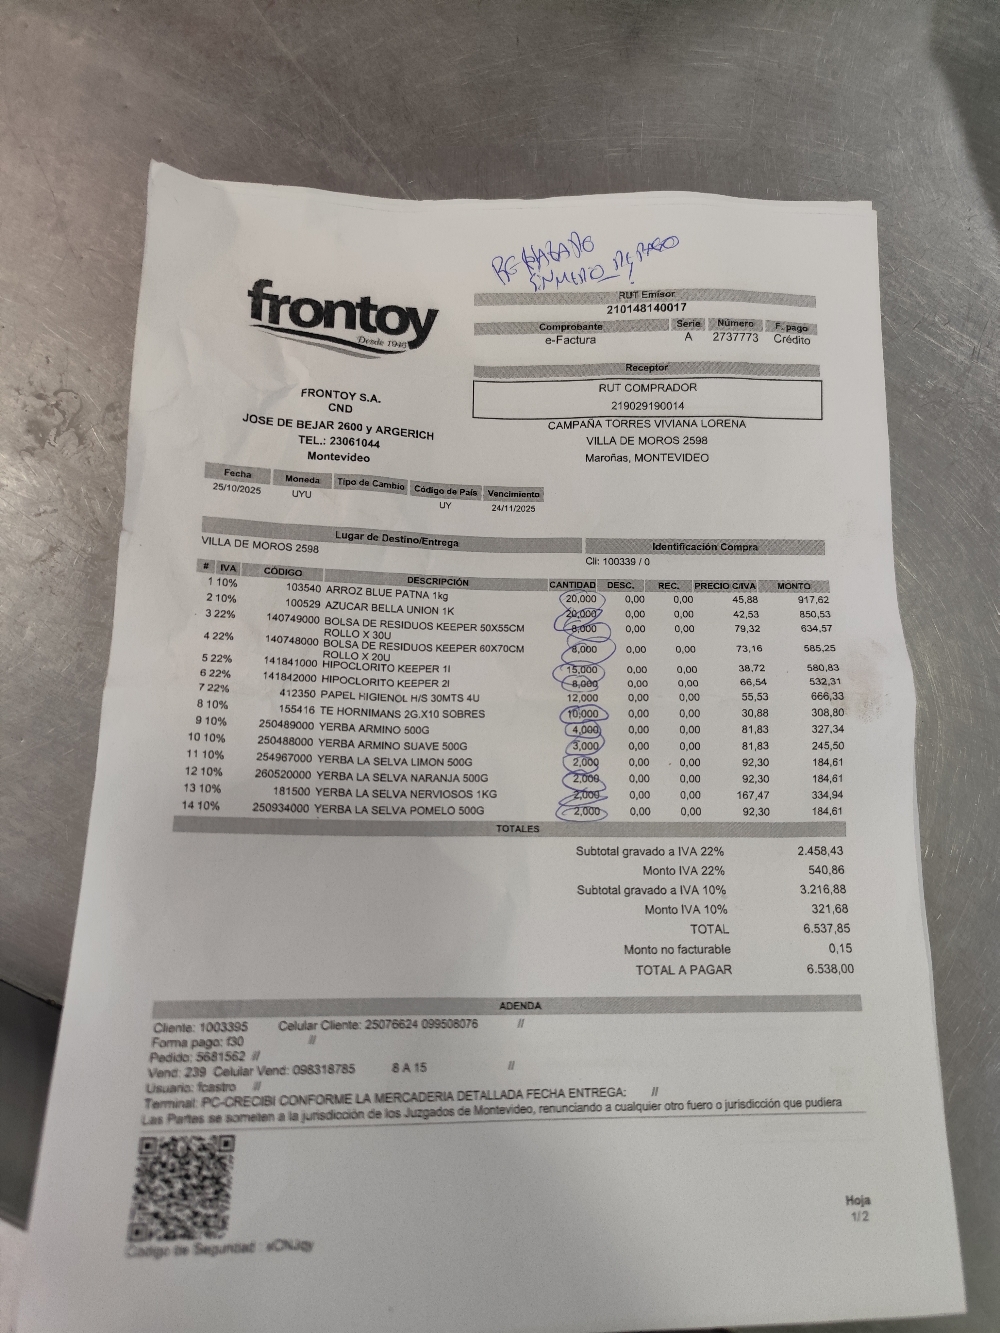 RECHAZADO
SIN MEDIO DE PAGO
frontoy
Desde 1948
RUT Emisor
210148140017
Comprobante Serie Número F. pago
e-Factura A 2737773 Crédito
Receptor
RUT COMPRADOR
219029190014
CAMPAÑA TORRES VIVIANA LORENA
VILLA DE MOROS 2598
Maroñas, MONTEVIDEO
FRONTOY S.A.
CND
JOSE DE BEJAR 2600 y ARGERICH
TEL.: 23061044
Montevideo
Fecha Moneda Tipo de Cambio Código de País Vencimiento
25/10/2025 UYU UY 24/11/2025
Lugar de Destino/Entrega Identificación Compra
VILLA DE MOROS 2598 Cli: 100339 / 0
# IVA CÓDIGO DESCRIPCIÓN CANTIDAD DESC. REC. PRECIO C/IVA MONTO
1 10% 103540 ARROZ BLUE PATNA 1kg 20,000 0,00 0,00 45,88 917,62
2 10% 100529 AZUCAR BELLA UNION 1K 20,000 0,00 0,00 42,53 850,53
3 22% 140749000 BOLSA DE RESIDUOS KEEPER 50X55CM 8,000 0,00 0,00 79,32 634,57
ROLLO X 30U
4 22% 140748000 BOLSA DE RESIDUOS KEEPER 60X70CM 8,000 0,00 0,00 73,16 585,25
ROLLO X 20U
5 22% 141841000 HIPOCLORITO KEEPER 1l 15,000 0,00 0,00 38,72 580,83
6 22% 141842000 HIPOCLORITO KEEPER 2l 8,000 0,00 0,00 66,54 532,31
7 22% 412350 PAPEL HIGIENOL H/S 30MTS 4U 12,000 0,00 0,00 55,53 666,33
8 10% 155416 TE HORNIMANS 2G.X10 SOBRES 10,000 0,00 0,00 30,88 308,80
9 10% 250489000 YERBA ARMINO 500G 4,000 0,00 0,00 81,83 327,34
10 10% 250488000 YERBA ARMINO SUAVE 500G 3,000 0,00 0,00 81,83 245,50
11 10% 254967000 YERBA LA SELVA LIMON 500G 2,000 0,00 0,00 92,30 184,61
12 10% 260520000 YERBA LA SELVA NARANJA 500G 2,000 0,00 0,00 92,30 184,61
13 10% 181500 YERBA LA SELVA NERVIOSOS 1KG 2,000 0,00 0,00 167,47 334,94
14 10% 250934000 YERBA LA SELVA POMELO 500G 2,000 0,00 0,00 92,30 184,61
TOTALES
Subtotal gravado a IVA 22% 2.458,43
Monto IVA 22% 540,86
Subtotal gravado a IVA 10% 3.216,88
Monto IVA 10% 321,68
TOTAL 6.537,85
Monto no facturable 0,15
TOTAL A PAGAR 6.538,00
ADENDA
Cliente: 1003395 Celular Cliente: 25076624 099508076 //
Forma pago: f30 //
Pedido: 5681562 //
Vend: 239 Celular Vend: 098318785 8 A 15 //
Usuario: fcastro //
Terminal: PC-CRECIBI CONFORME LA MERCADERIA DETALLADA FECHA ENTREGA: //
Las Partes se someten a la jurisdicción de los Juzgados de Montevideo, renunciando a cualquier otro fuero o jurisdicción que pudiera
Hoja
1/2
Código de Seguridad :